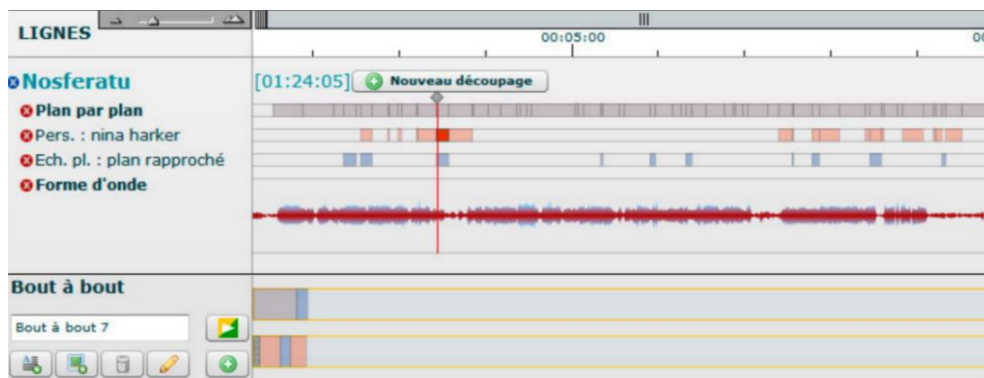 LIGNES
00:05:00
Nosferatu
[01:24:05]
Nouveau découpage
Plan par plan
Pers. : nina harker
Ech. pl. : plan rapproché
Forme d'onde
Bout à bout
Bout à bout 7